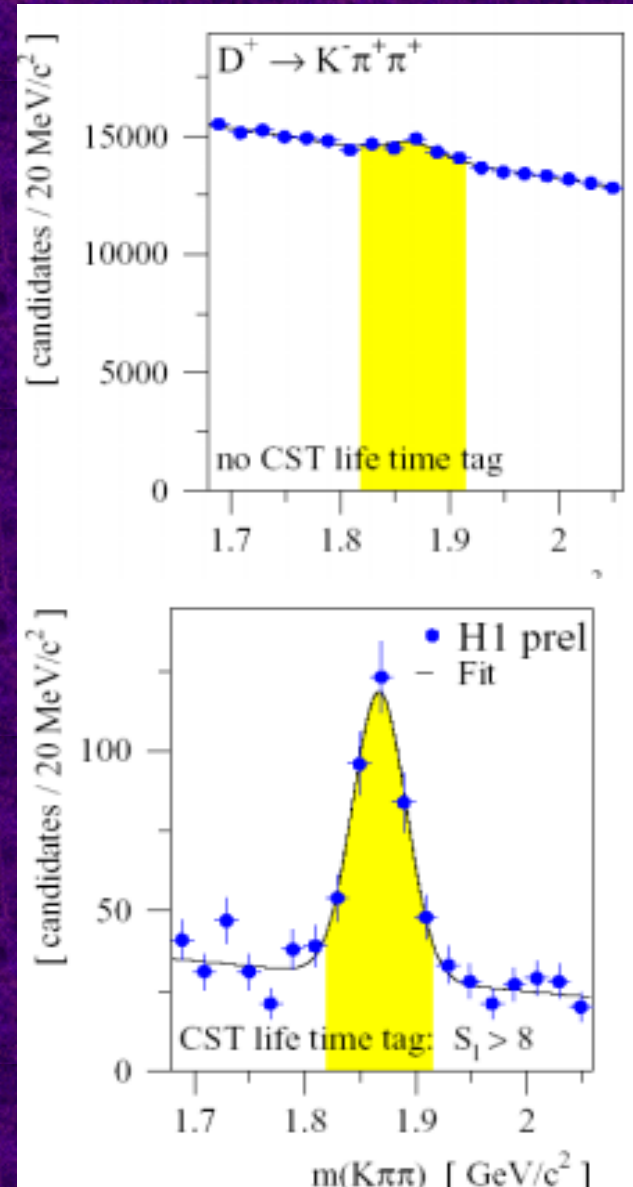 D⁺ → K⁻π⁺π⁺
[ candidates / 20 MeV/c² ]
15000
10000
5000
0
no CST life time tag
1.7 1.8 1.9 2
2
[ candidates / 20 MeV/c² ]
H1 prel
Fit
100
50
0
CST life time tag: S_l > 8
1.7 1.8 1.9 2
m(Kππ) [ GeV/c² ]